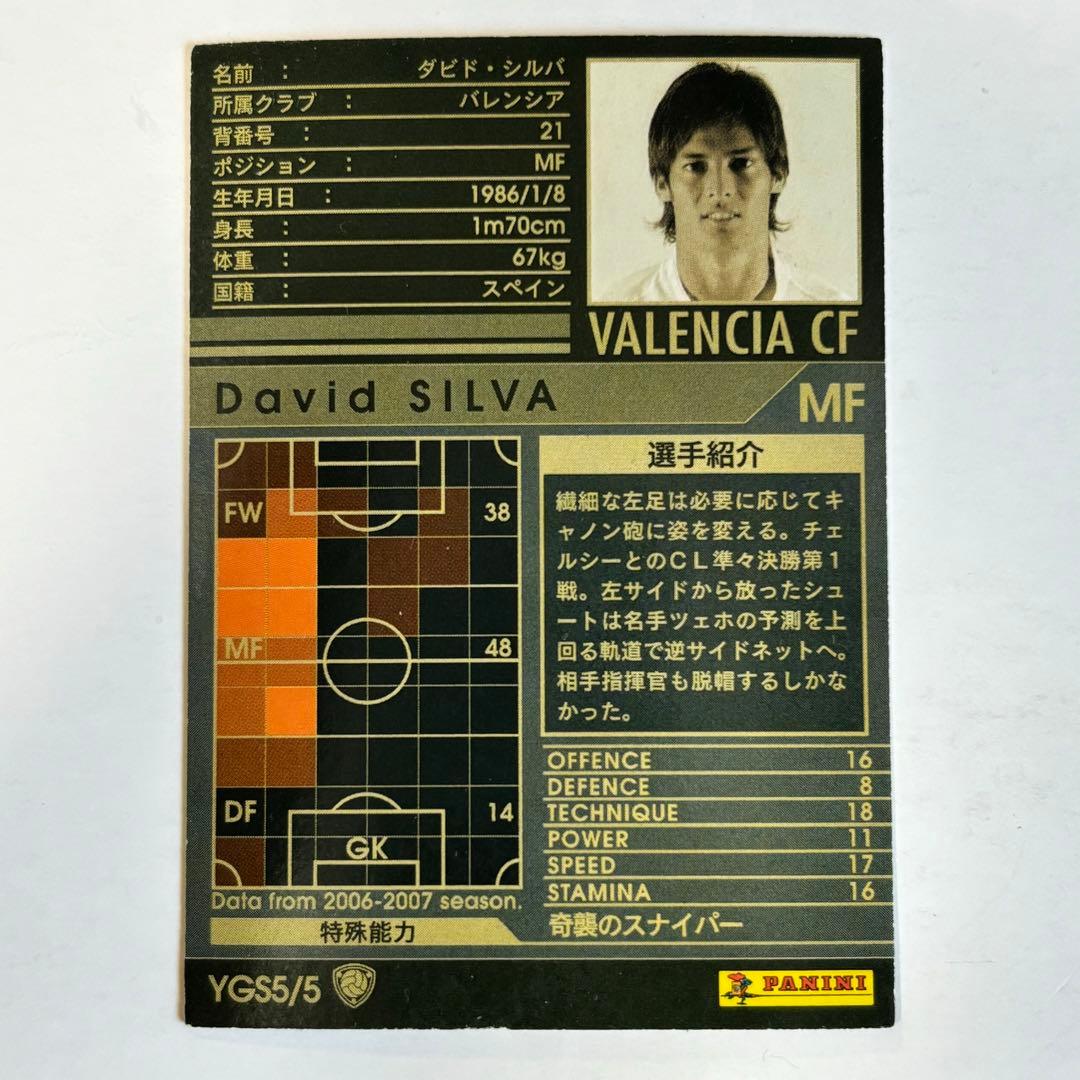 名前 : ダビド・シルバ
所属クラブ : バレンシア
背番号 : 21
ポジション : MF
生年月日 : 1986/1/8
身長 : 1m70cm
体重 : 67kg
国籍 : スペイン
VALENCIA CF
David SILVA
MF
FW 38
MF 48
DF 14
GK
Data from 2006-2007 season.
選手紹介
繊細な左足は必要に応じてキ
ャノン砲に姿を変える。チェ
ルシーとのCL準々決勝第1
戦。左サイドから放ったシュ
ートは名手ツェホの予測を上
回る軌道で逆サイドネットへ。
相手指揮官も脱帽するしかな
かった。
OFFENCE 16
DEFENCE 8
TECHNIQUE 18
POWER 11
SPEED 17
STAMINA 16
特殊能力 奇襲のスナイパー
YGS5/5
PANINI